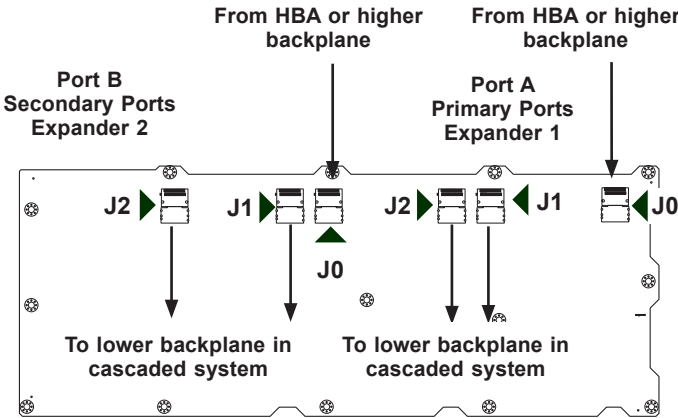 From HBA or higher
backplane
From HBA or higher
backplane
Port B
Secondary Ports
Expander 2
Port A
Primary Ports
Expander 1
J2
J1
J0
J2
J1
J0
To lower backplane in
cascaded system
To lower backplane in
cascaded system